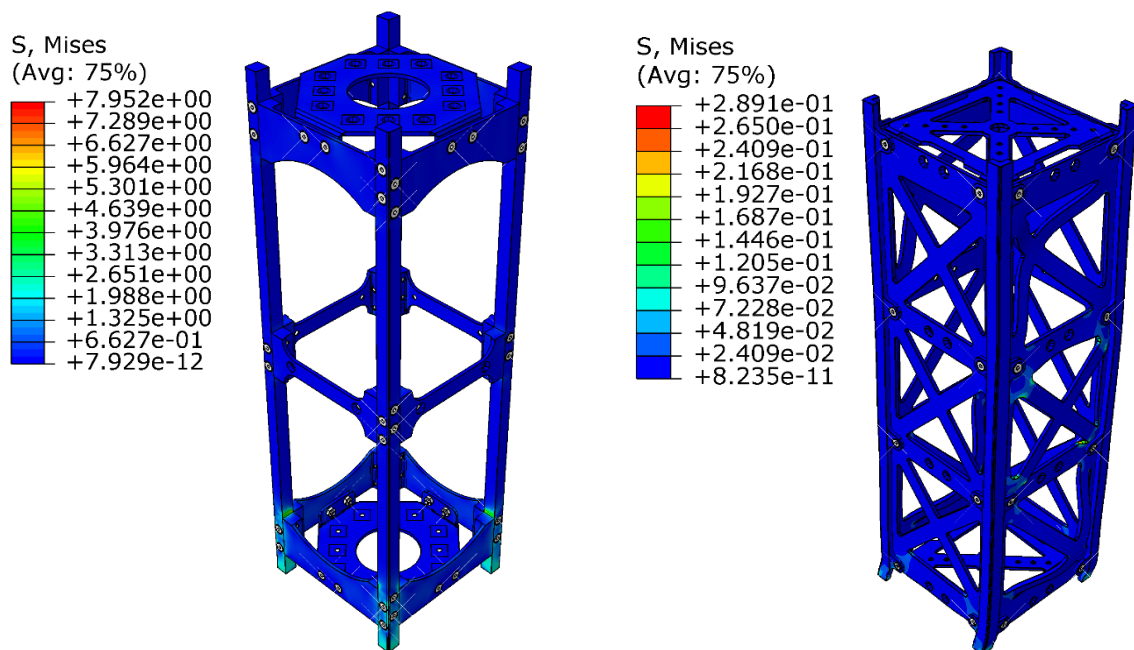 S, Mises
(Avg: 75%)
+7.952e+00
+7.289e+00
+6.627e+00
+5.964e+00
+5.301e+00
+4.639e+00
+3.976e+00
+3.313e+00
+2.651e+00
+1.988e+00
+1.325e+00
+6.627e-01
+7.929e-12
S, Mises
(Avg: 75%)
+2.891e-01
+2.650e-01
+2.409e-01
+2.168e-01
+1.927e-01
+1.687e-01
+1.446e-01
+1.205e-01
+9.637e-02
+7.228e-02
+4.819e-02
+2.409e-02
+8.235e-11